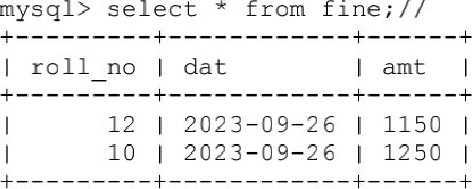 mysql> select * from fine;//
+---------+------------+------+
| roll_no | dat        | amt  |
+---------+------------+------+
|      12 | 2023-09-26 | 1150 |
|      10 | 2023-09-26 | 1250 |
+---------+------------+------+